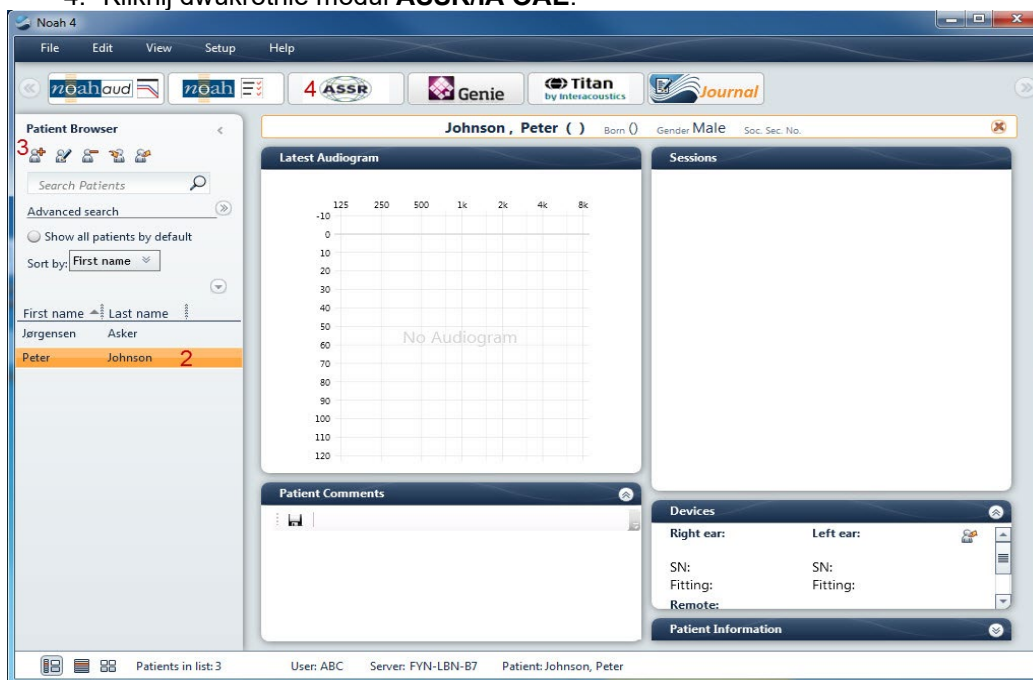 4. Kliknij dwukrotnie moduł ASSR/IA OAE.
Noah 4
File Edit View Setup Help
noahaud noah 4 ASSR Genie Titan by Interacoustics Journal
Patient Browser
3
Search Patients
Advanced search
Show all patients by default
Sort by: First name
First name Last name
Jørgensen Asker
Peter Johnson 2
Johnson , Peter ( ) Born () Gender Male Soc. Sec. No.
Latest Audiogram
125 250 500 1k 2k 4k 8k
-10
0
10
20
30
40
50
No Audiogram
60
70
80
90
100
110
120
Patient Comments
Sessions
Devices
Right ear: Left ear:
SN: SN:
Fitting: Fitting:
Remote:
Patient Information
Patients in list: 3 User: ABC Server: FYN-LBN-B7 Patient: Johnson, Peter